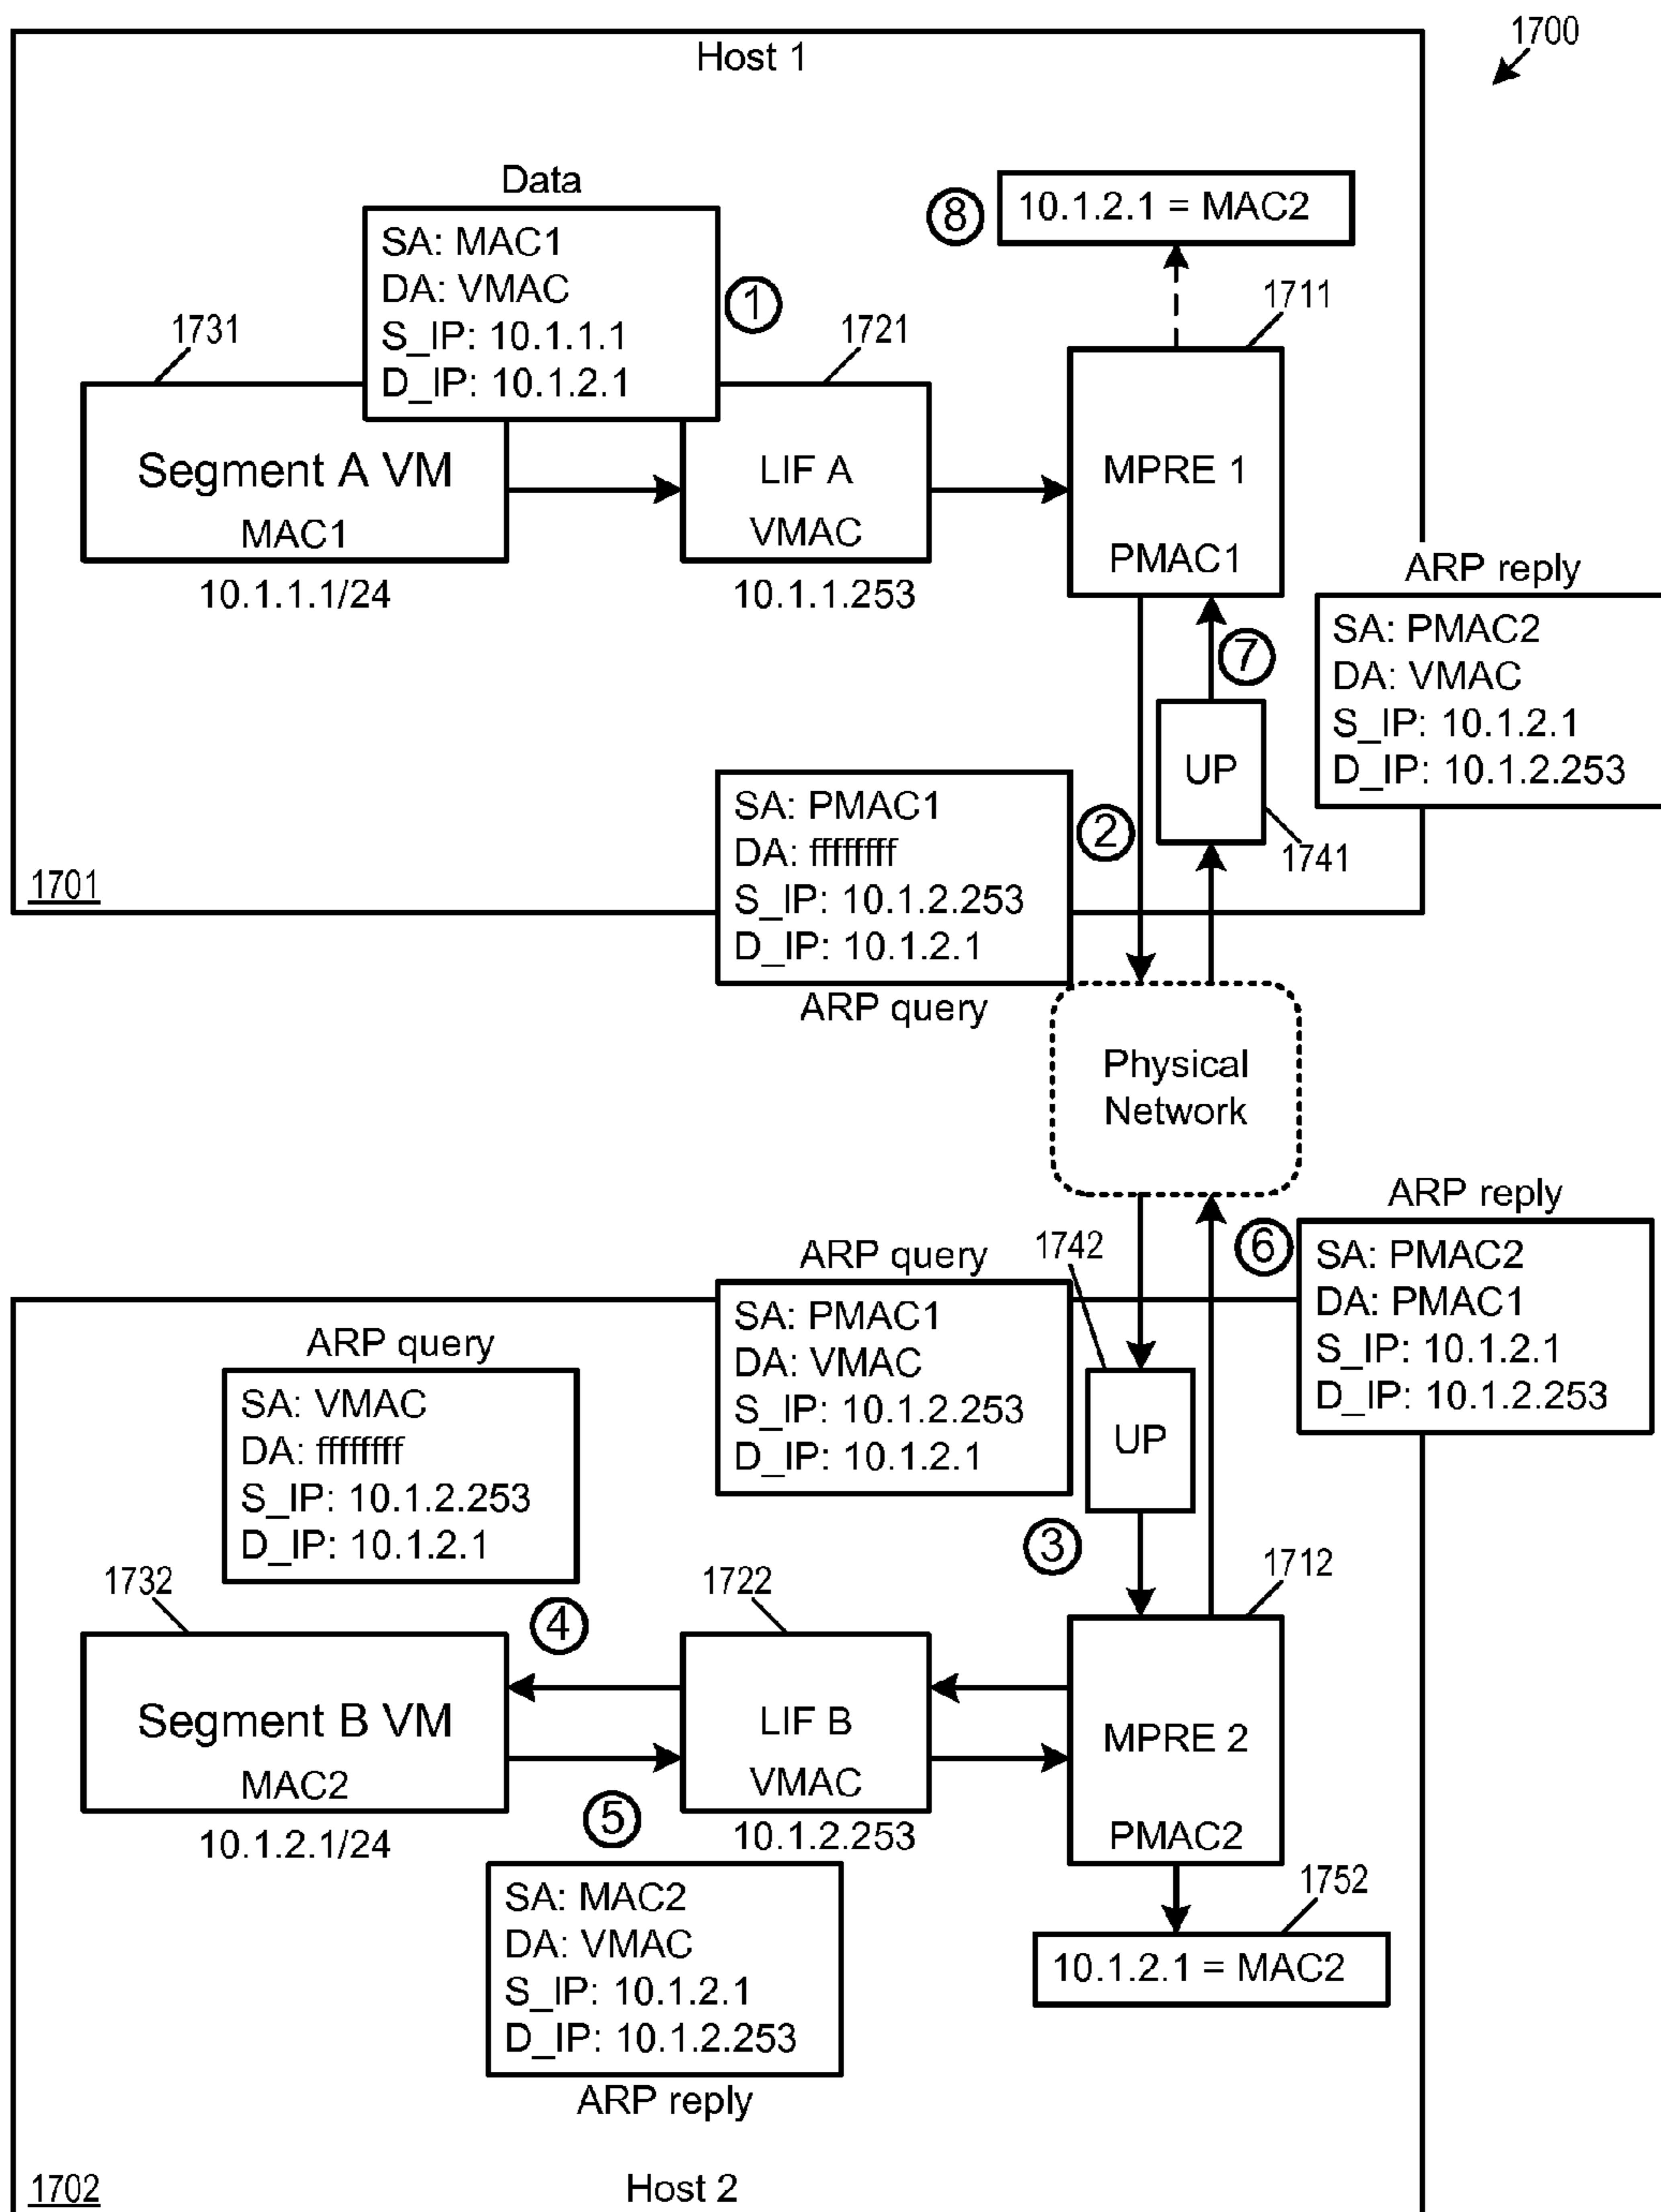 1700
Host 1
Data
SA: MAC1
DA: VMAC
S_IP: 10.1.1.1
D_IP: 10.1.2.1
1
8
10.1.2.1 = MAC2
1731
1721
1711
Segment A VM
MAC1
10.1.1.1/24
LIF A
VMAC
10.1.1.253
MPRE 1
PMAC1
ARP reply
SA: PMAC2
DA: VMAC
S_IP: 10.1.2.1
D_IP: 10.1.2.253
7
UP
1741
2
SA: PMAC1
DA: ffffffff
S_IP: 10.1.2.253
D_IP: 10.1.2.1
ARP query
1701
Physical
Network
ARP reply
6
SA: PMAC2
DA: PMAC1
S_IP: 10.1.2.1
D_IP: 10.1.2.253
1742
ARP query
SA: PMAC1
DA: VMAC
S_IP: 10.1.2.253
D_IP: 10.1.2.1
UP
3
ARP query
SA: VMAC
DA: ffffffff
S_IP: 10.1.2.253
D_IP: 10.1.2.1
1732
4
1722
1712
Segment B VM
MAC2
10.1.2.1/24
LIF B
VMAC
10.1.2.253
MPRE 2
PMAC2
5
SA: MAC2
DA: VMAC
S_IP: 10.1.2.1
D_IP: 10.1.2.253
ARP reply
1752
10.1.2.1 = MAC2
1702
Host 2